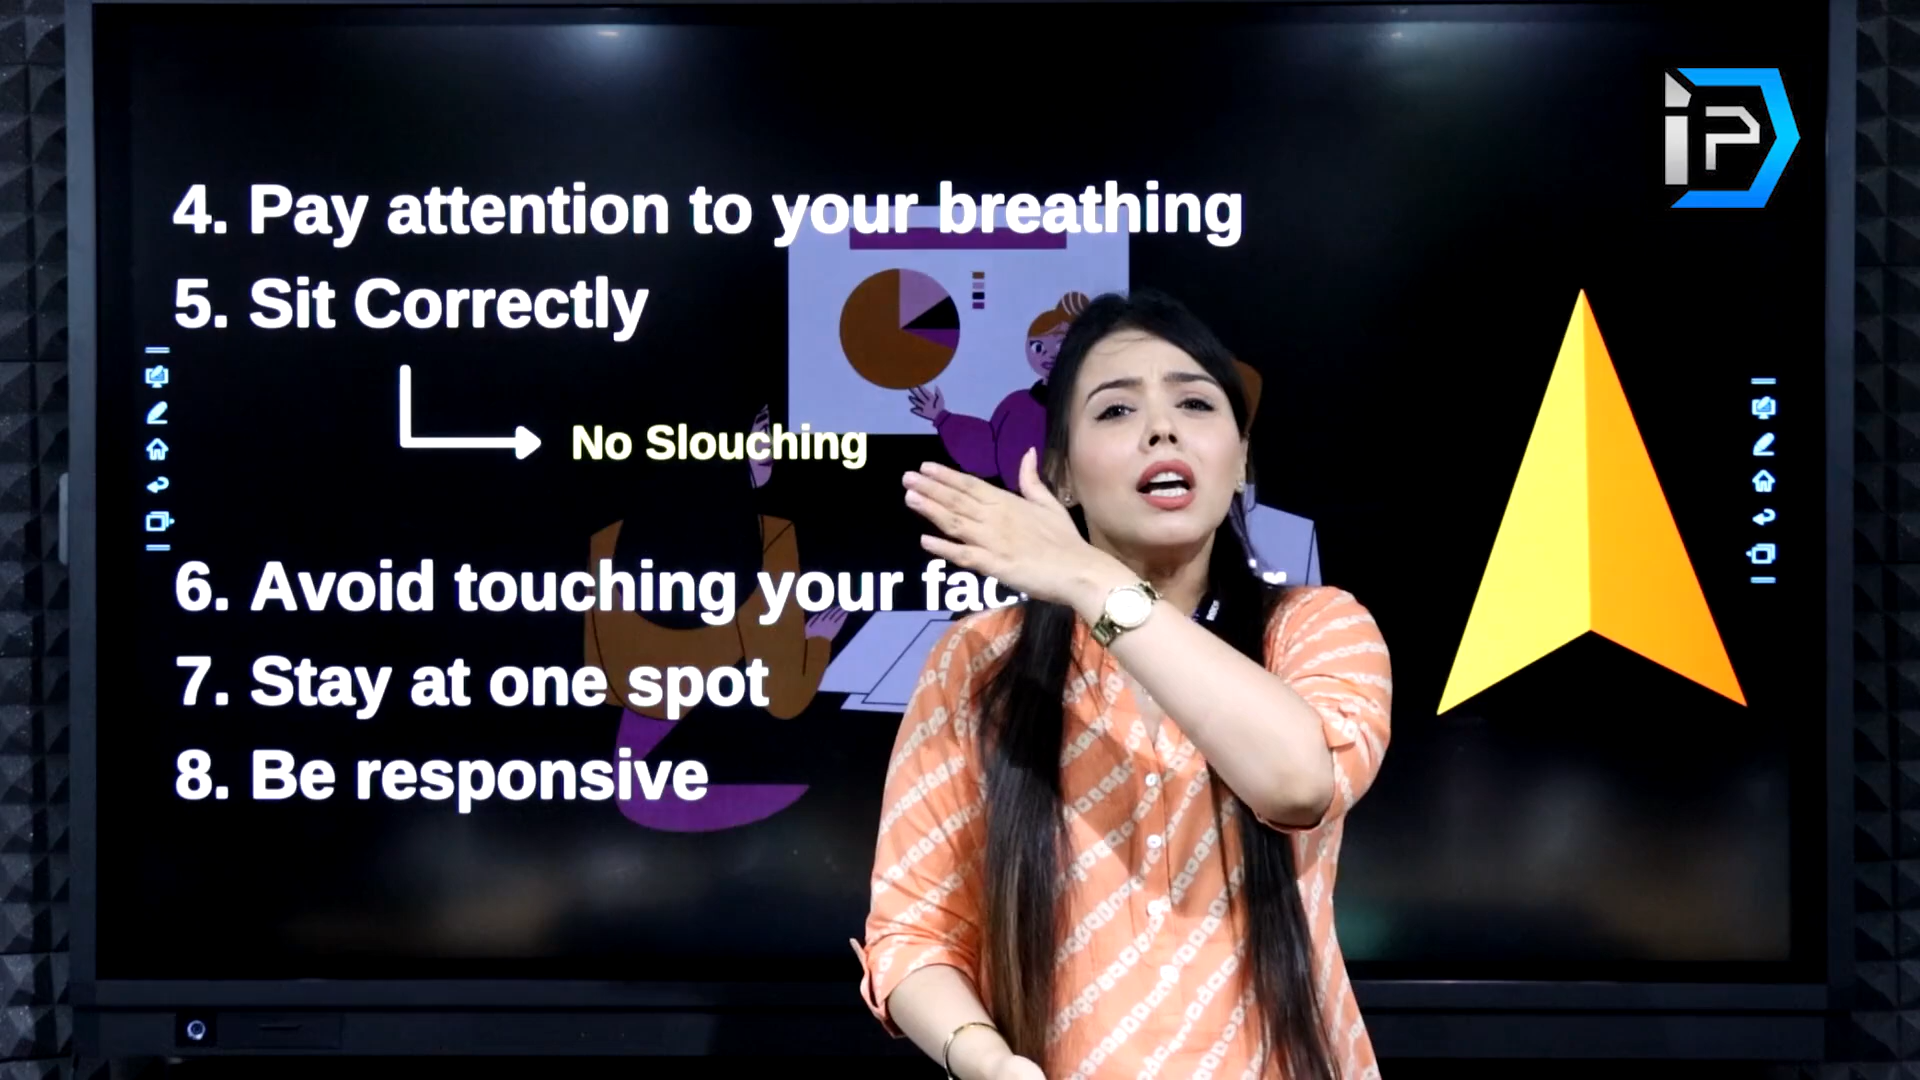 4. Pay attention to your breathing
5. Sit Correctly
No Slouching
6. Avoid touching your
7. Stay at one spot
8. Be responsive